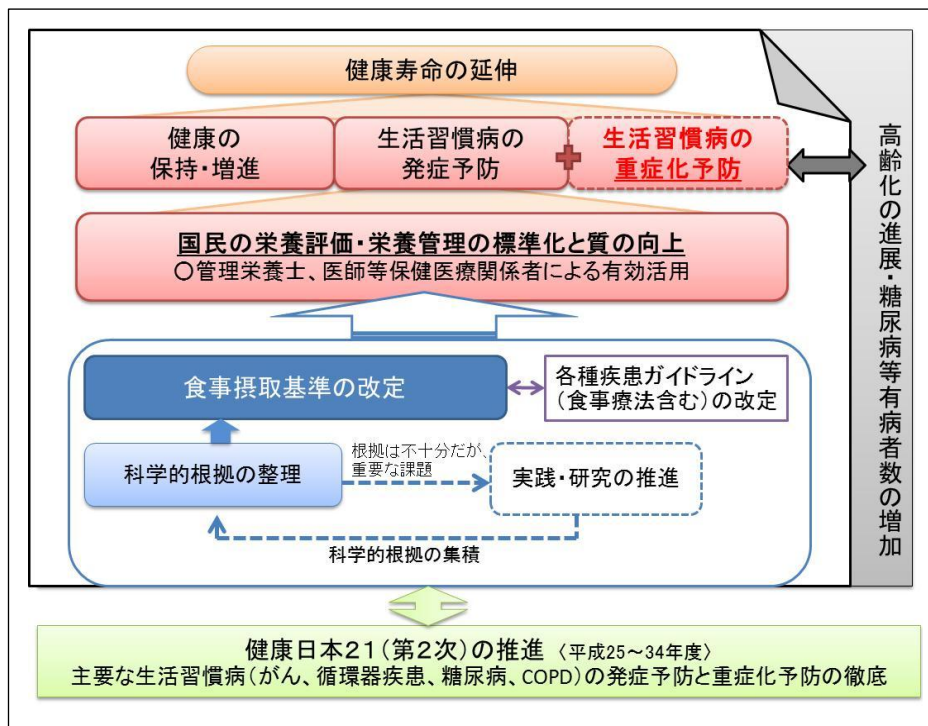 健康寿命の延伸
健康の
保持・増進
生活習慣病の
発症予防
生活習慣病の
重症化予防
国民の栄養評価・栄養管理の標準化と質の向上
○管理栄養士、医師等保健医療関係者による有効活用
食事摂取基準の改定
各種疾患ガイドライン
(食事療法含む)の改定
科学的根拠の整理
根拠は不十分だが、
重要な課題
実践・研究の推進
科学的根拠の集積
高齢化の進展・糖尿病等有病者数の増加
健康日本21(第2次)の推進 〈平成25~34年度〉
主要な生活習慣病(がん、循環器疾患、糖尿病、COPD)の発症予防と重症化予防の徹底